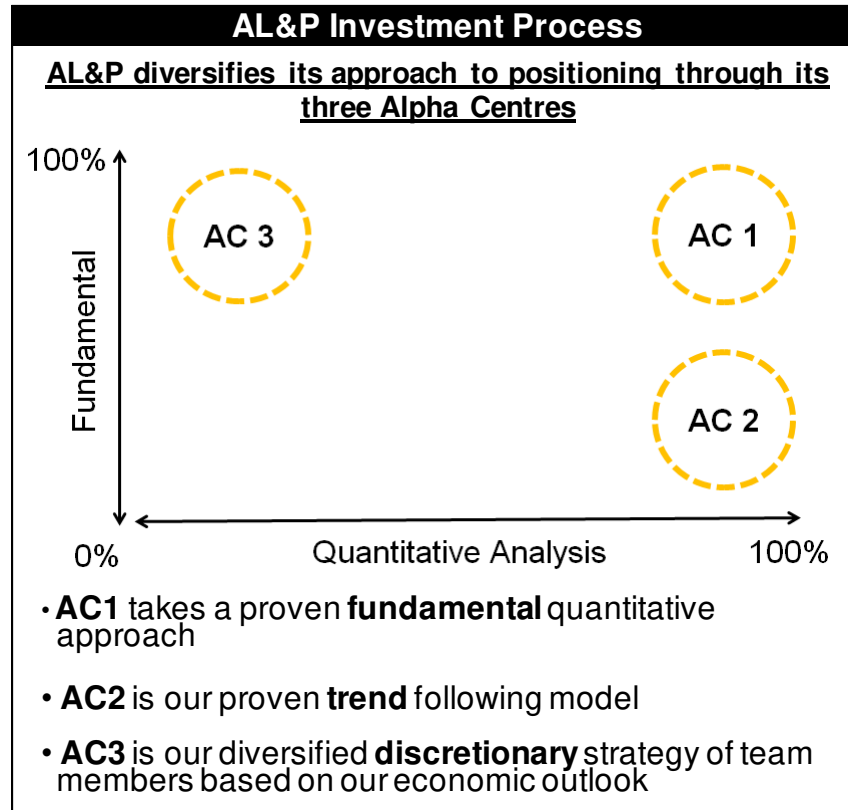 AL&P Investment Process
AL&P diversifies its approach to positioning through its
three Alpha Centres
100%
AC 3
AC 1
Fundamental
AC 2
0%
Quantitative Analysis
100%
• AC1 takes a proven fundamental quantitative
approach
• AC2 is our proven trend following model
• AC3 is our diversified discretionary strategy of team
members based on our economic outlook